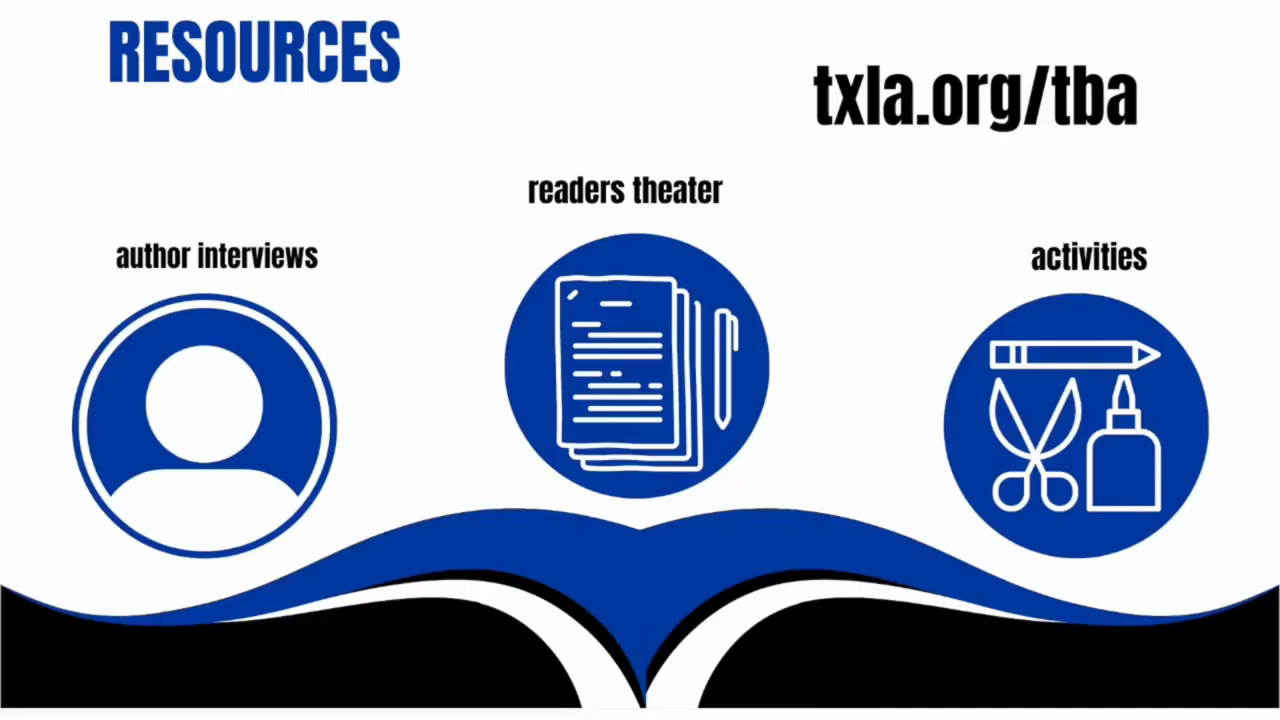 RESOURCES
txla.org/tba
readers theater
author interviews
activities